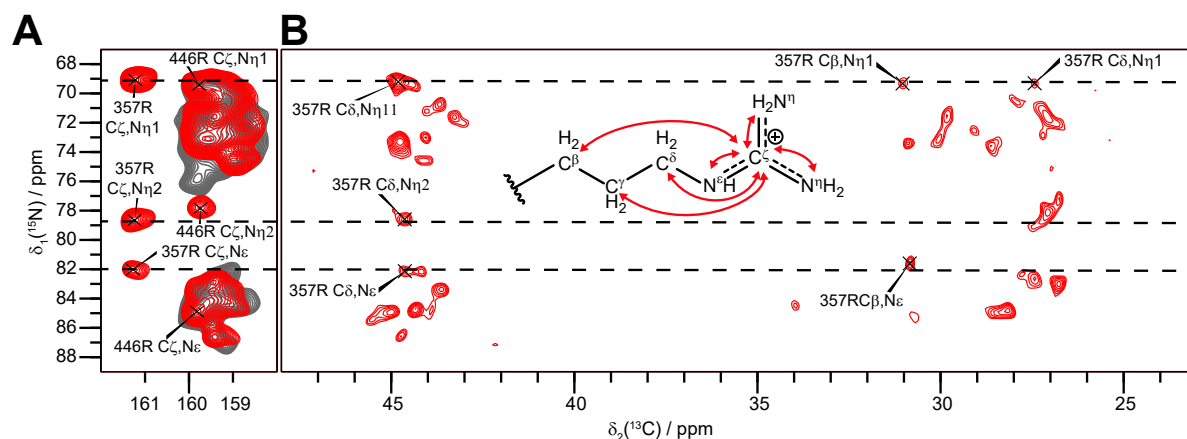 A
B
68
70
72
74
76
78
80
82
84
86
88
δ₁(¹⁵N) / ppm
446R Cζ,Nη1
357R
Cζ,Nη1
357R
Cζ,Nη2
446R Cζ,Nη2
357R Cζ,Nε
446R Cζ,Nε
161
160
159
357R Cδ,Nη11
357R Cβ,Nη1
357R Cδ,Nη1
357R Cδ,Nη2
357R Cδ,Nε
357RCβ,Nε
H₂Nη
H₂
H₂
Cβ
Cδ
Cζ
⊕
Cγ
H₂
NεH
NηH₂
45
40
35
30
25
δ₂(¹³C) / ppm